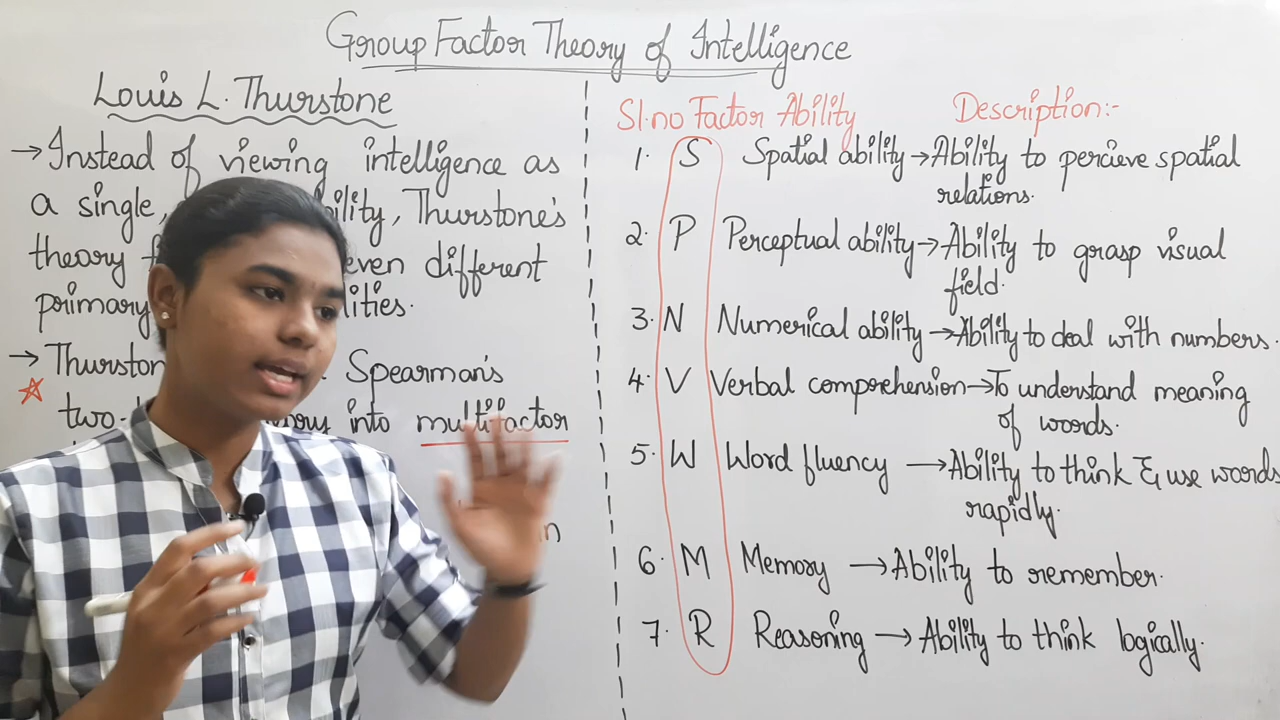 Group Factor Theory of Intelligence
Louis L. Thurstone
→ Instead of viewing intelligence as
a single, ability, Thurstone's
theory different
primary
→ Thurston Spearman's
two- into multifactor
Sl.no Factor Ability Description:-
1. S Spatial ability → Ability to percieve spatial
relations.
2. P Perceptual ability → Ability to grasp visual
field.
3. N Numerical ability → Ability to deal with numbers.
4. V Verbal comprehension → To understand meaning
of words.
5. W Word fluency → Ability to think & use woords
rapidly.
6. M Memory → Ability to remember.
7. R Reasoning → Ability to think logically.